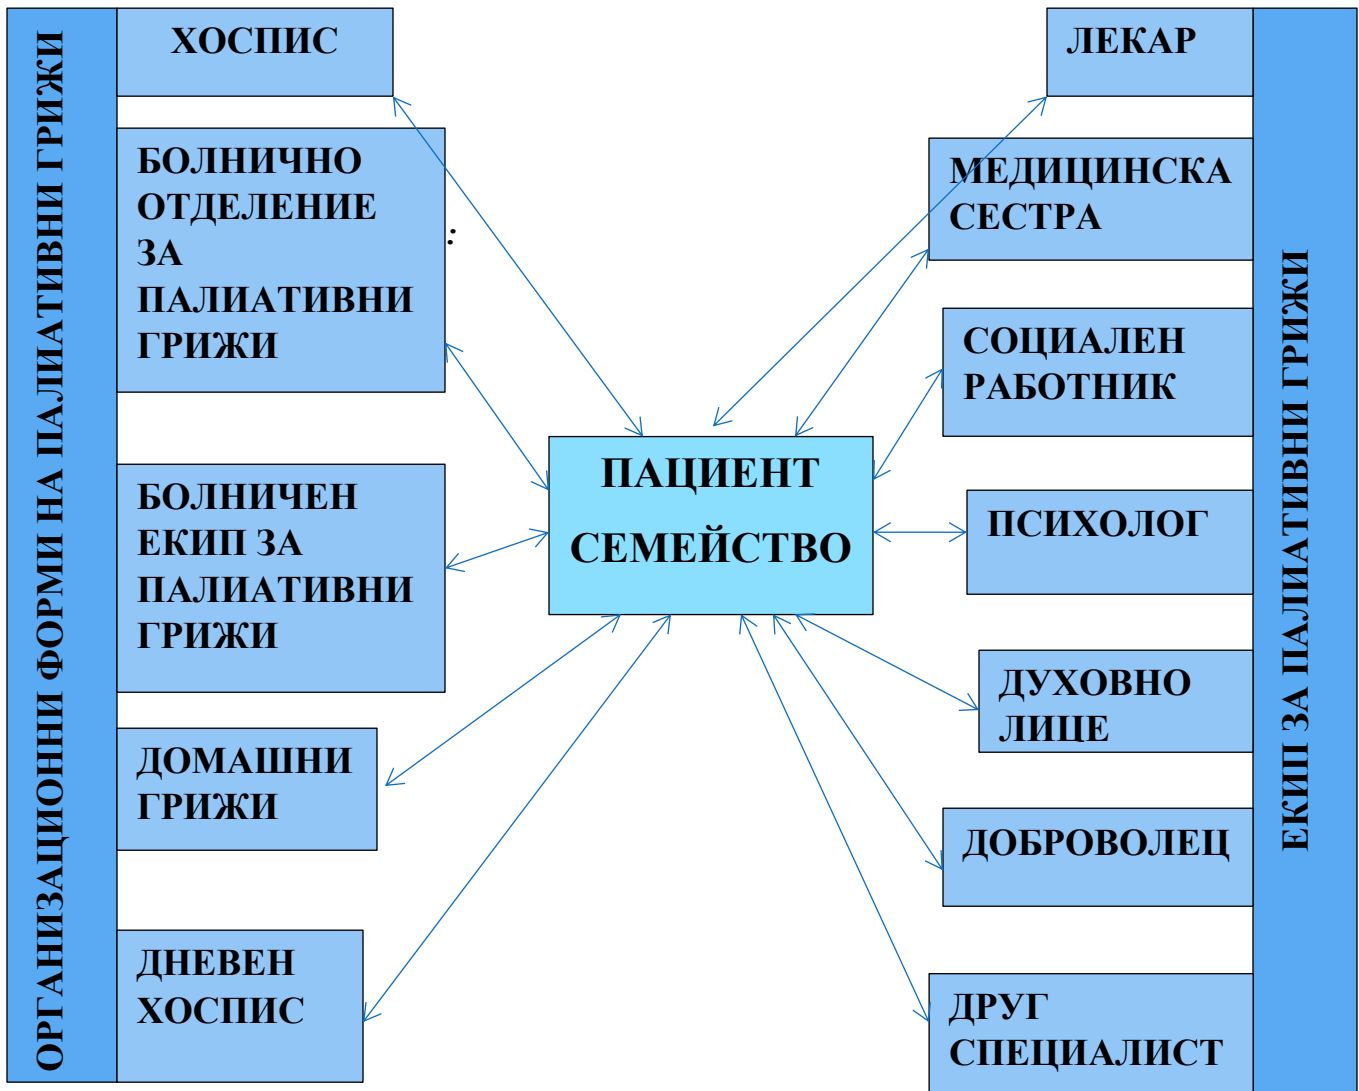 ОРГАНИЗАЦИОННИ ФОРМИ НА ПАЛИАТИВНИ ГРИЖИ
ХОСПИС
БОЛНИЧНО
ОТДЕЛЕНИЕ
ЗА
ПАЛИАТИВНИ
ГРИЖИ
:
БОЛНИЧЕН
ЕКИП ЗА
ПАЛИАТИВНИ
ГРИЖИ
ДОМАШНИ
ГРИЖИ
ДНЕВЕН
ХОСПИС
ПАЦИЕНТ
СЕМЕЙСТВО
ЛЕКАР
МЕДИЦИНСКА
СЕСТРА
СОЦИАЛЕН
РАБОТНИК
ПСИХОЛОГ
ДУХОВНО
ЛИЦЕ
ДОБРОВОЛЕЦ
ДРУГ
СПЕЦИАЛИСТ
ЕКИП ЗА ПАЛИАТИВНИ ГРИЖИ